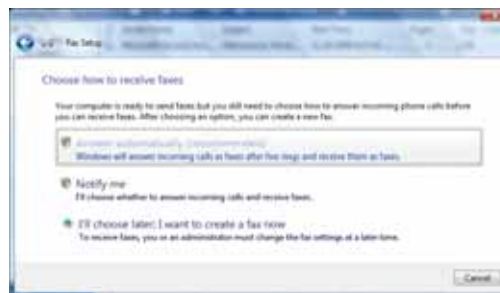 Fax Setup
Choose how to receive faxes
Your computer is ready to send faxes but you still need to choose how to answer incoming phone calls before
you can receive faxes. After choosing an option, you can create a new fax.
Answer automatically (recommended)
Windows will answer incoming calls as faxes after five rings and receive them as faxes.
Notify me
I'll choose whether to answer incoming calls and receive faxes.
I'll choose later; I want to create a fax now
To receive faxes, you or an administrator must change the fax settings at a later time.
Cancel